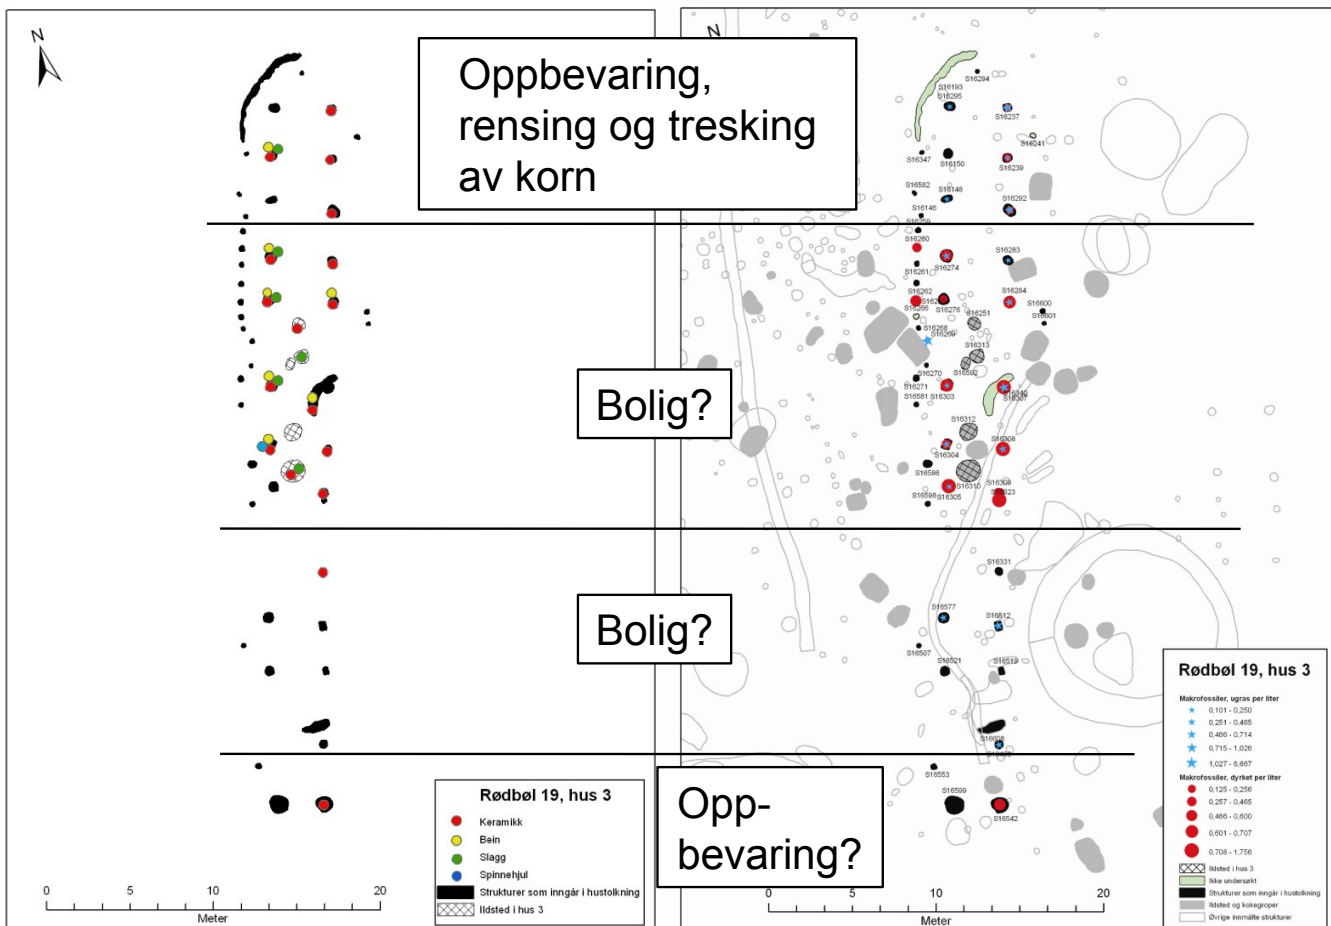 N
N
Oppbevaring,
rensing og tresking
av korn
S16294
S16193
S16295
S16237
S16241
S16347
S16150
S16239
S16582
S16148
S16292
S16146
S16259
S16260
S16283
S16274
S16261
S16262
S16284
S16276
S16266
S16600
S16251
S16601
S16268
S16269
S16313
S16592
S16270
S16271
S16303
S16581
S16307
Bolig?
S16312
S16308
S16304
S16586
S16310
S16309
S16305
S16323
S16598
S16331
S16577
S16512
Bolig?
S16507
S16521
S16519
S16608
S16553
S16599
S16542
Opp-
bevaring?
Rødbøl 19, hus 3
Keramikk
Bein
Slagg
Spinnehjul
Strukturer som inngår i hustolkning
Ildsted i hus 3
0 10 20
Meter
Rødbøl 19, hus 3
Makrofossiler, ugras per liter
0,101 - 0,250
0,251 - 0,465
0,466 - 0,714
0,715 - 1,026
1,027 - 6,667
Makrofossiler, dyrket per liter
0,125 - 0,256
0,257 - 0,465
0,466 - 0,600
0,601 - 0,707
0,708 - 1,756
Ildsted i hus 3
Ikke undersøkt
Strukturer som inngår i hustolkning
Ildsted og kokegroper
Øvrige innmålte strukturer
0 10 20
Meter